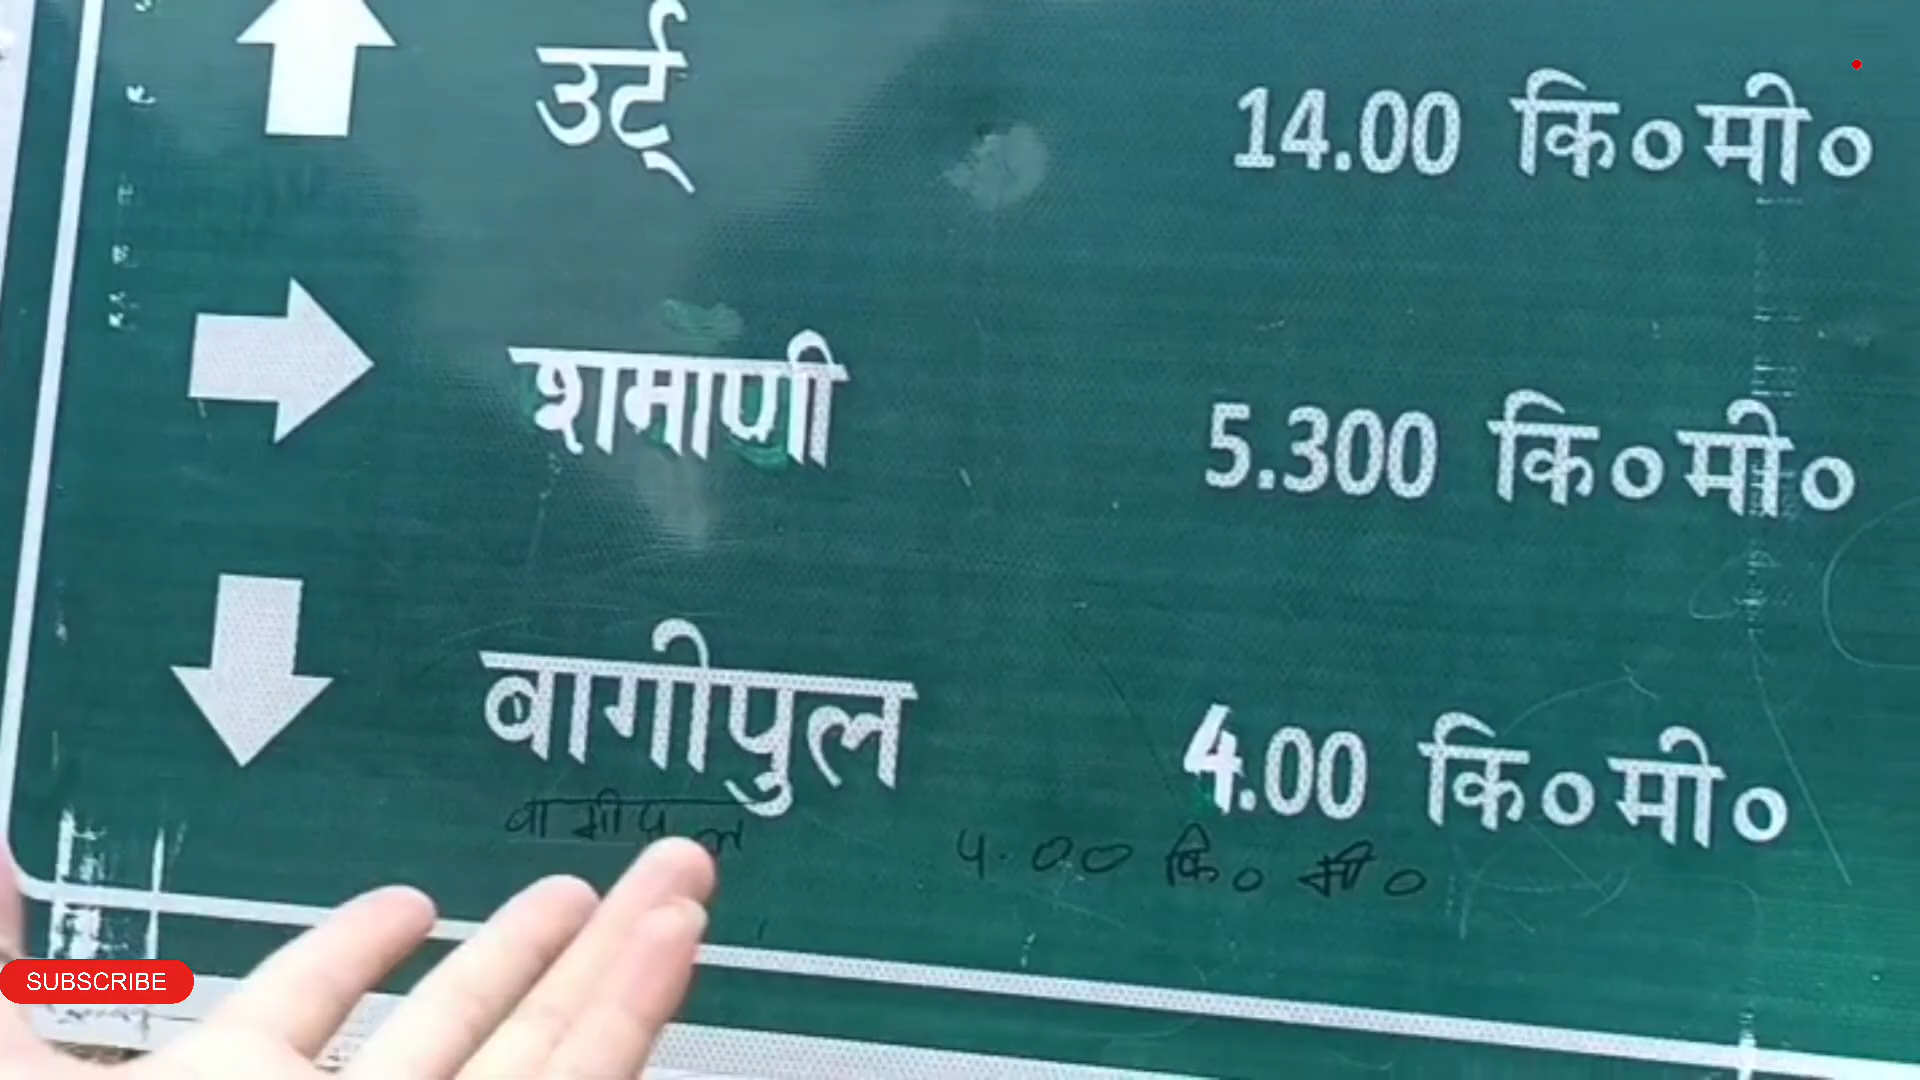 उर्ट् 14.00 कि०मी०
शमाणी 5.300 कि०मी०
वागीपुल 4.00 कि०मी०
वागीपुल 4.00 कि० मी०
SUBSCRIBE